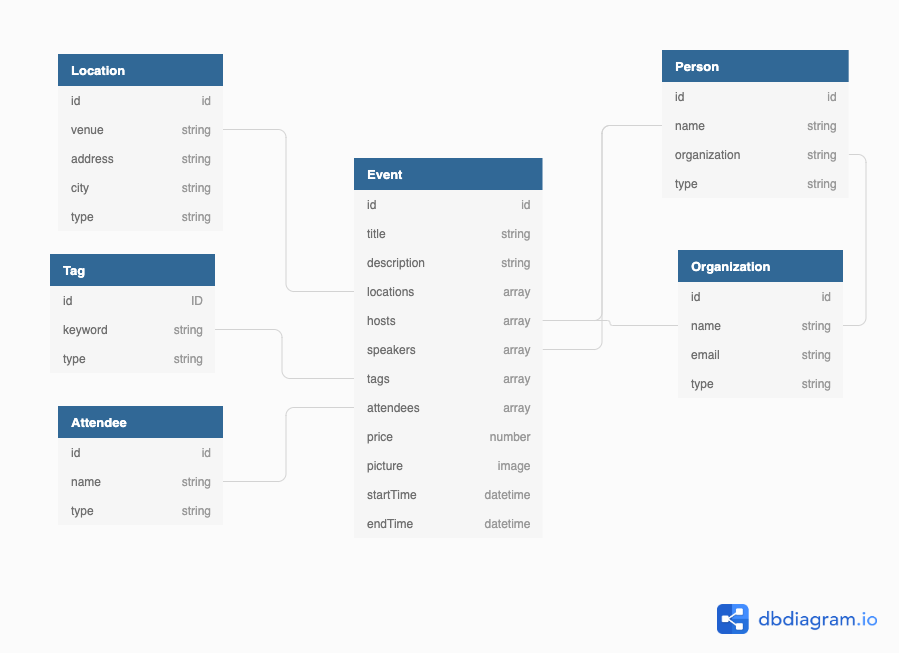 Location
id id
venue string
address string
city string
type string
Tag
id ID
keyword string
type string
Attendee
id id
name string
type string
Event
id id
title string
description string
locations array
hosts array
speakers array
tags array
attendees array
price number
picture image
startTime datetime
endTime datetime
Person
id id
name string
organization string
type string
Organization
id id
name string
email string
type string
dbdiagram.io